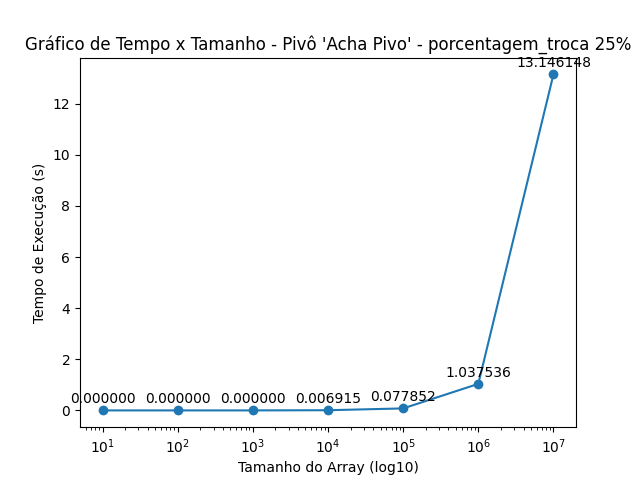 Gráfico de Tempo x Tamanho - Pivô 'Acha Pivo' - porcentagem_troca 25%
13.146148
12
10
8
6
4
2
0
Tempo de Execução (s)
1.037536
0.000000 0.000000 0.000000 0.006915 0.077852
10¹ 10² 10³ 10⁴ 10⁵ 10⁶ 10⁷
Tamanho do Array (log10)